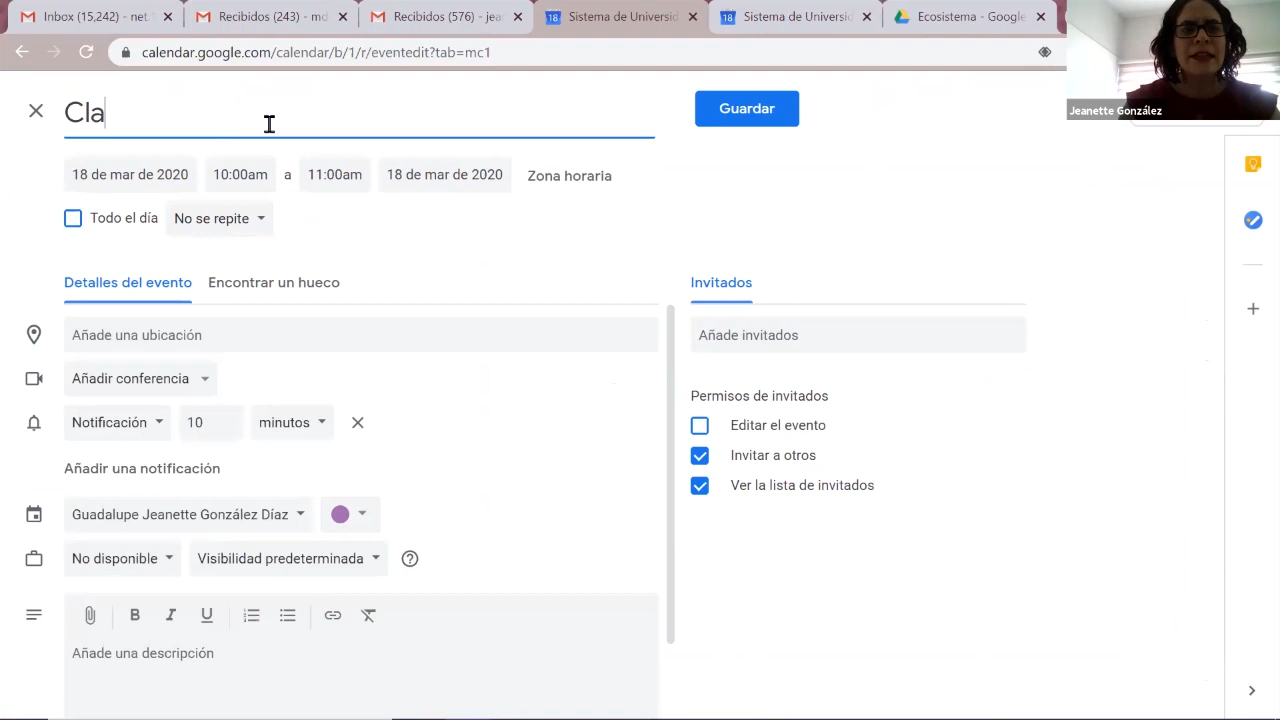 Inbox (15,242) - net
Recibidos (243) - md
Recibidos (576) - jea
18 Sistema de Universid
18 Sistema de Universid
Ecosistema - Google
calendar.google.com/calendar/b/1/r/eventedit?tab=mc1
Jeanette González
Cla
Guardar
18 de mar de 2020 10:00am a 11:00am 18 de mar de 2020 Zona horaria
Todo el día No se repite
Detalles del evento Encontrar un hueco
Invitados
Añade una ubicación
Añade invitados
Añadir conferencia
Permisos de invitados
Notificación 10 minutos
Editar el evento
Invitar a otros
Añadir una notificación
Ver la lista de invitados
Guadalupe Jeanette González Díaz
No disponible Visibilidad predeterminada
B I U
Añade una descripción